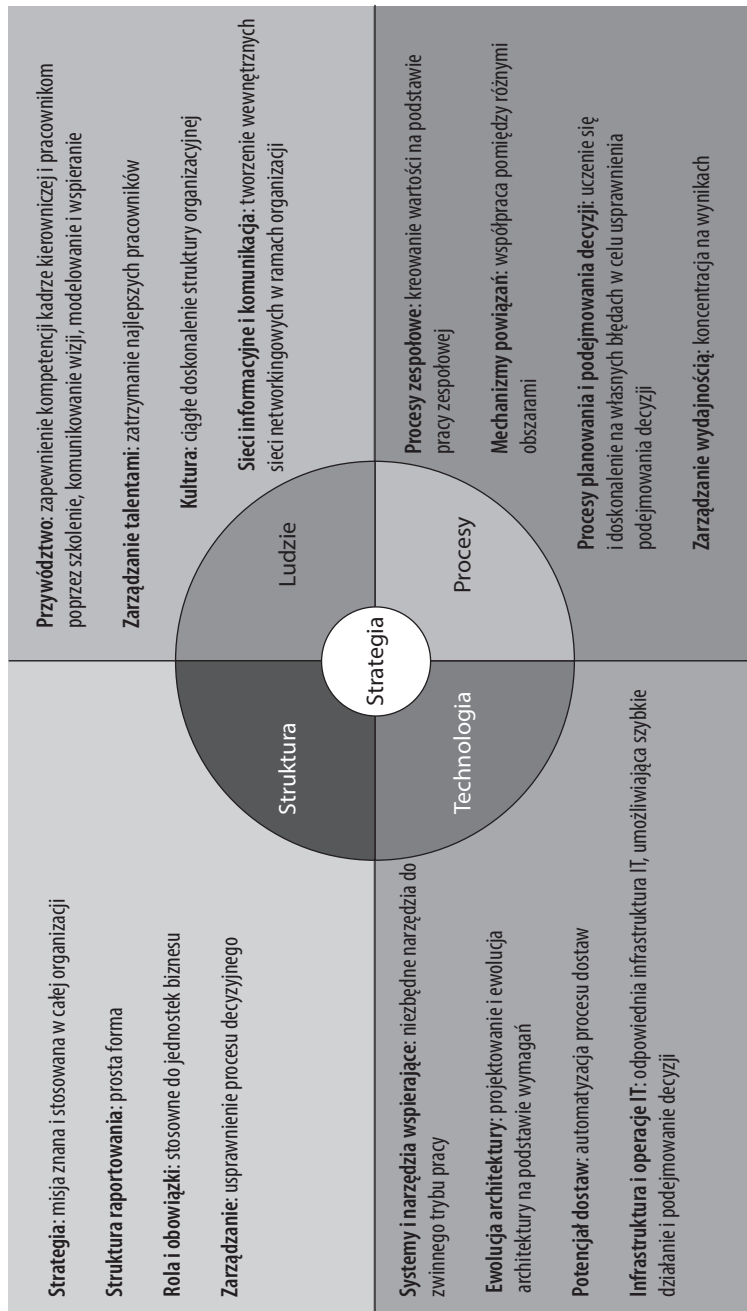 Strategia: misja znana i stosowana w całej organizacji
Struktura raportowania: prosta forma
Rola i obowiązki: stosowne do jednostek biznesu
Zarządzanie: usprawnienie procesu decyzyjnego
Przywództwo: zapewnienie kompetencji kadrze kierowniczej i pracownikom
poprzez szkolenie, komunikowanie wizji, modelowanie i wspieranie
Zarządzanie talentami: zatrzymanie najlepszych pracowników
Kultura: ciągłe doskonalenie struktury organizacyjnej
Sieci informacyjne i komunikacja: tworzenie wewnętrznych
sieci networkingowych w ramach organizacji
Struktura
Ludzie
Strategia
Technologia
Procesy
Systemy i narzędzia wspierające: niezbędne narzędzia do
zwinnego trybu pracy
Ewolucja architektury: projektowanie i ewolucja
architektury na podstawie wymagań
Potencjał dostaw: automatyzacja procesu dostaw
Infrastruktura i operacje IT: odpowiednia infrastruktura IT, umożliwiająca szybkie
działanie i podejmowanie decyzji
Procesy zespołowe: kreowanie wartości na podstawie
pracy zespołowej
Mechanizmy powiązań: współpraca pomiędzy różnymi
obszarami
Procesy planowania i podejmowania decyzji: uczenie się
i doskonalenie na własnych błędach w celu usprawnienia
podejmowania decyzji
Zarządzanie wydajnością: koncentracja na wynikach